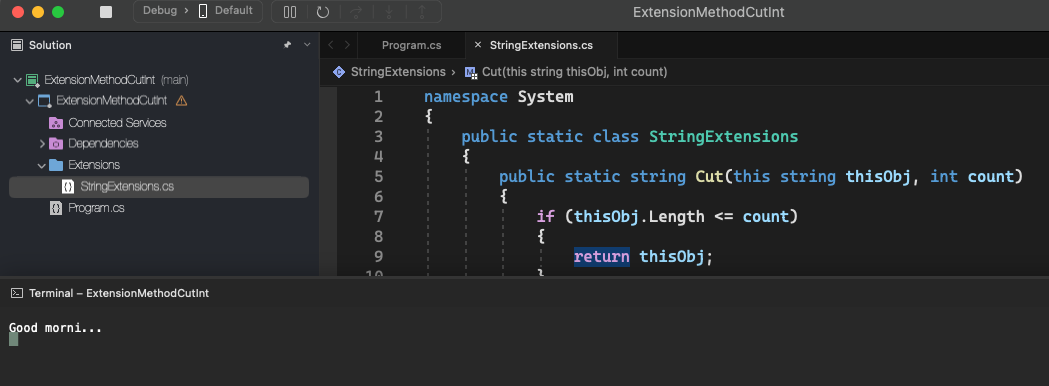 Debug › Default
ExtensionMethodCutInt
Solution
Program.cs
× StringExtensions.cs
ExtensionMethodCutInt (main)
ExtensionMethodCutInt
Connected Services
Dependencies
Extensions
StringExtensions.cs
Program.cs
StringExtensions › Cut(this string thisObj, int count)
1 namespace System
2 {
3 public static class StringExtensions
4 {
5 public static string Cut(this string thisObj, int count)
6 {
7 if (thisObj.Length <= count)
8 {
9 return thisObj;
10 }
Terminal – ExtensionMethodCutInt
Good morni...